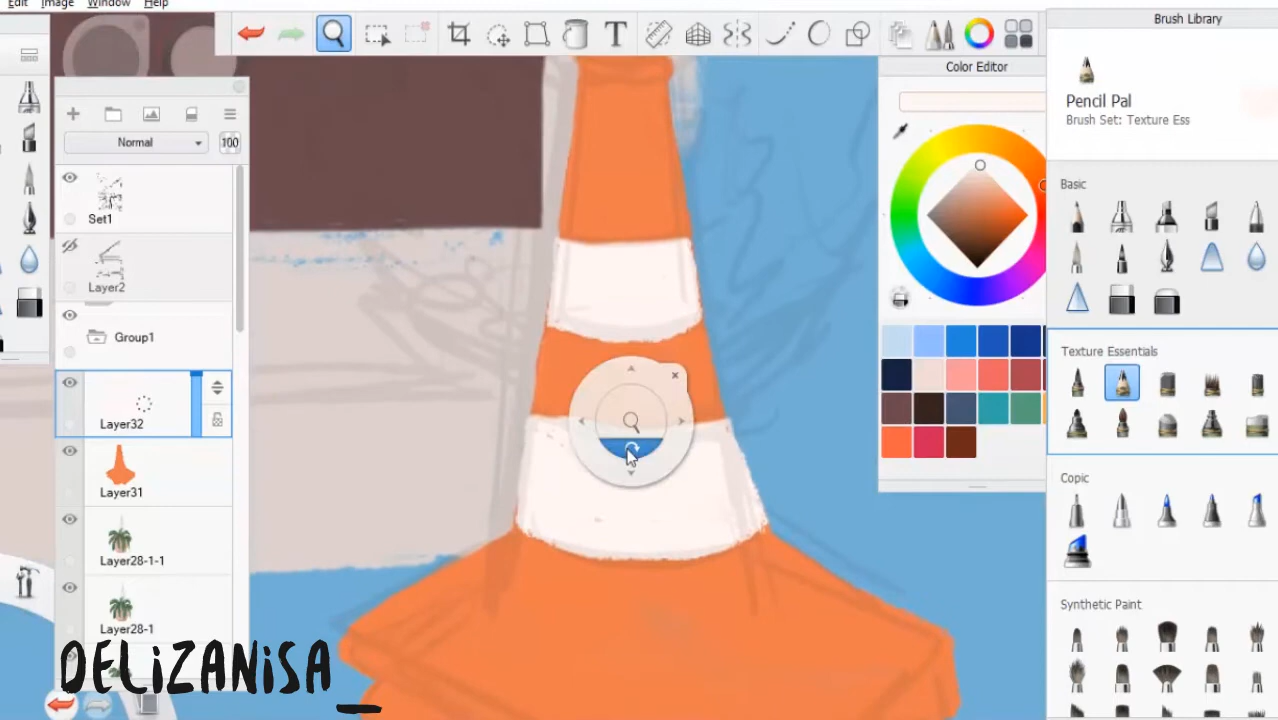 Edit Image Window Help
Brush Library
Color Editor
Pencil Pal
Brush Set: Texture Ess
Normal
100
Basic
Set1
Layer2
Group1
Texture Essentials
Layer32
Layer31
Copic
Layer28-1-1
Synthetic Paint
Layer28-1
DELIZANISA_